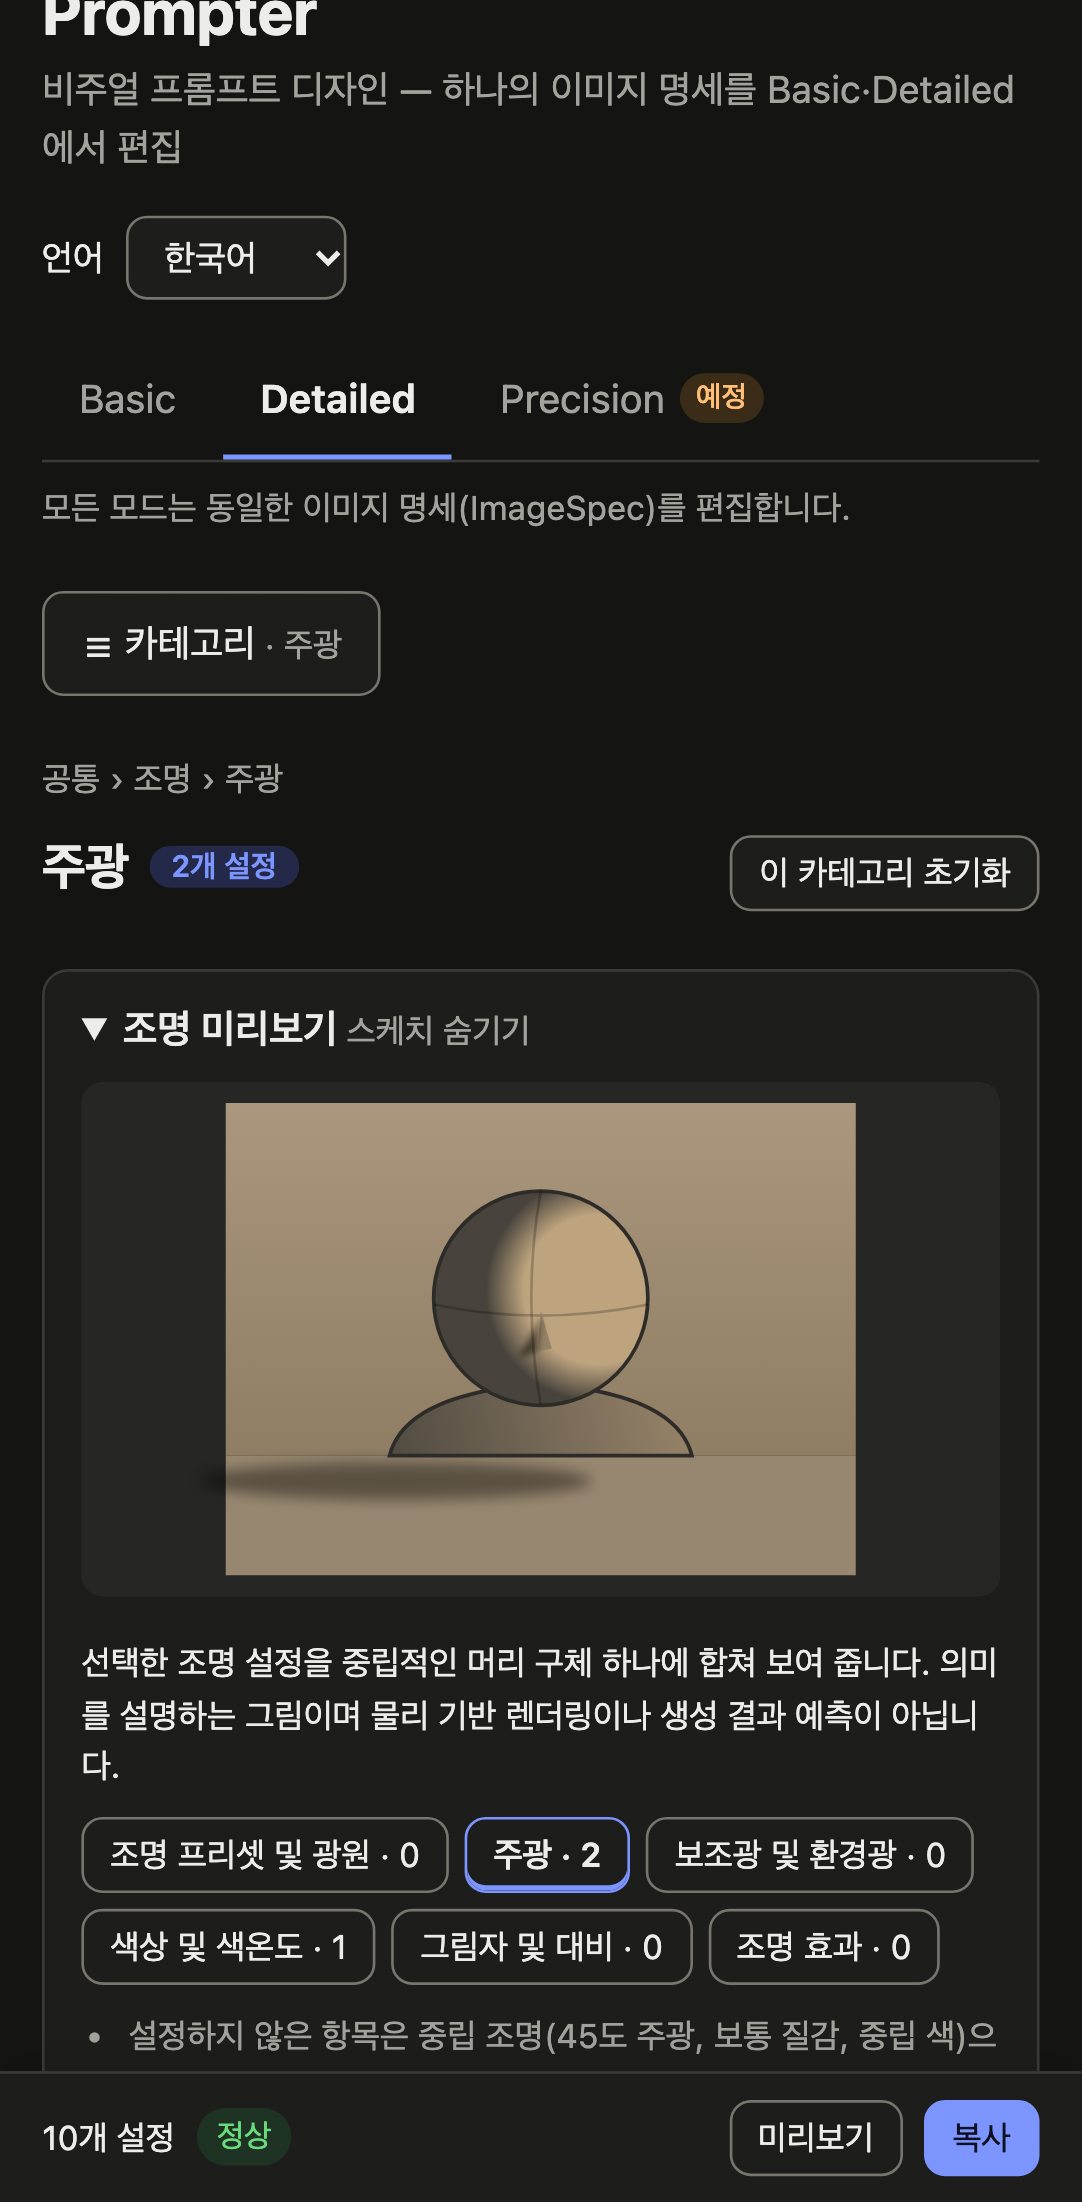 Prompter
비주얼 프롬프트 디자인 — 하나의 이미지 명세를 Basic·Detailed
에서 편집
언어 한국어
Basic Detailed Precision 예정
모든 모드는 동일한 이미지 명세(ImageSpec)를 편집합니다.
≡ 카테고리 · 주광
공통 › 조명 › 주광
주광 2개 설정 이 카테고리 초기화
▼ 조명 미리보기 스케치 숨기기
선택한 조명 설정을 중립적인 머리 구체 하나에 합쳐 보여 줍니다. 의미
를 설명하는 그림이며 물리 기반 렌더링이나 생성 결과 예측이 아닙니
다.
조명 프리셋 및 광원 · 0 주광 · 2 보조광 및 환경광 · 0
색상 및 색온도 · 1 그림자 및 대비 · 0 조명 효과 · 0
• 설정하지 않은 항목은 중립 조명(45도 주광, 보통 질감, 중립 색)으
10개 설정 정상 미리보기 복사